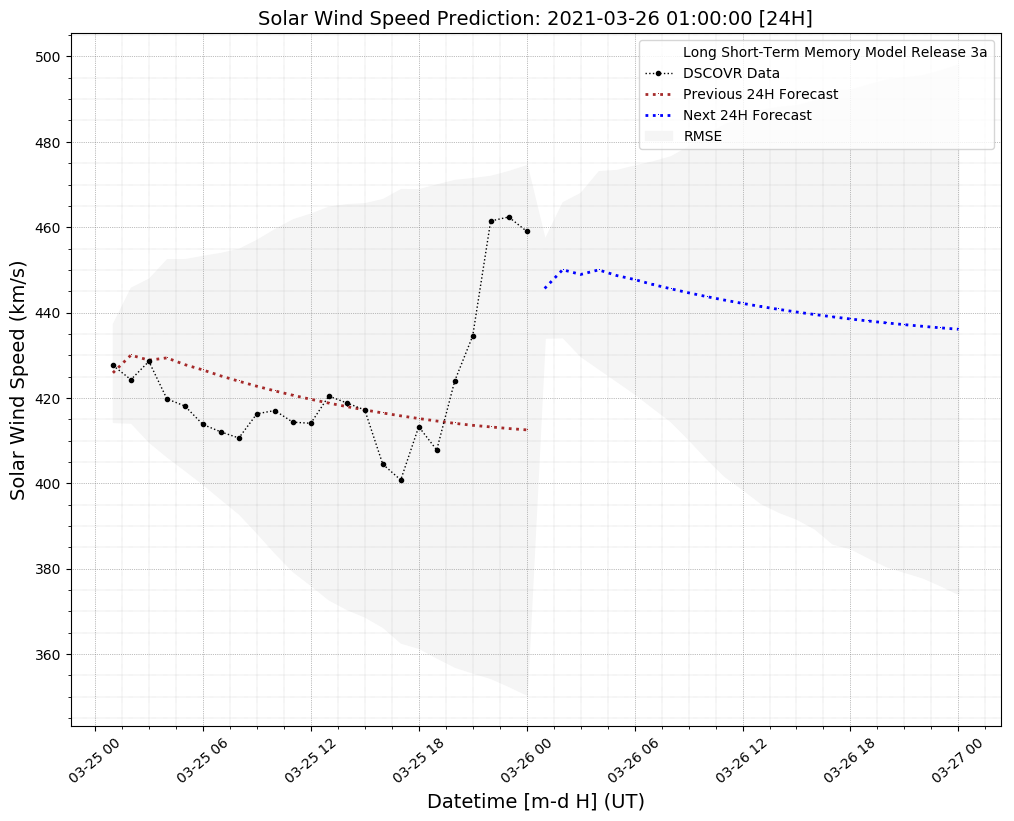 Solar Wind Speed Prediction: 2021-03-26 01:00:00 [24H]
Long Short-Term Memory Model Release 3a
DSCOVR Data
Previous 24H Forecast
Next 24H Forecast
RMSE
Solar Wind Speed (km/s)
500
480
460
440
420
400
380
360
03-25 00
03-25 06
03-25 12
03-25 18
03-26 00
03-26 06
03-26 12
03-26 18
03-27 00
Datetime [m-d H] (UT)